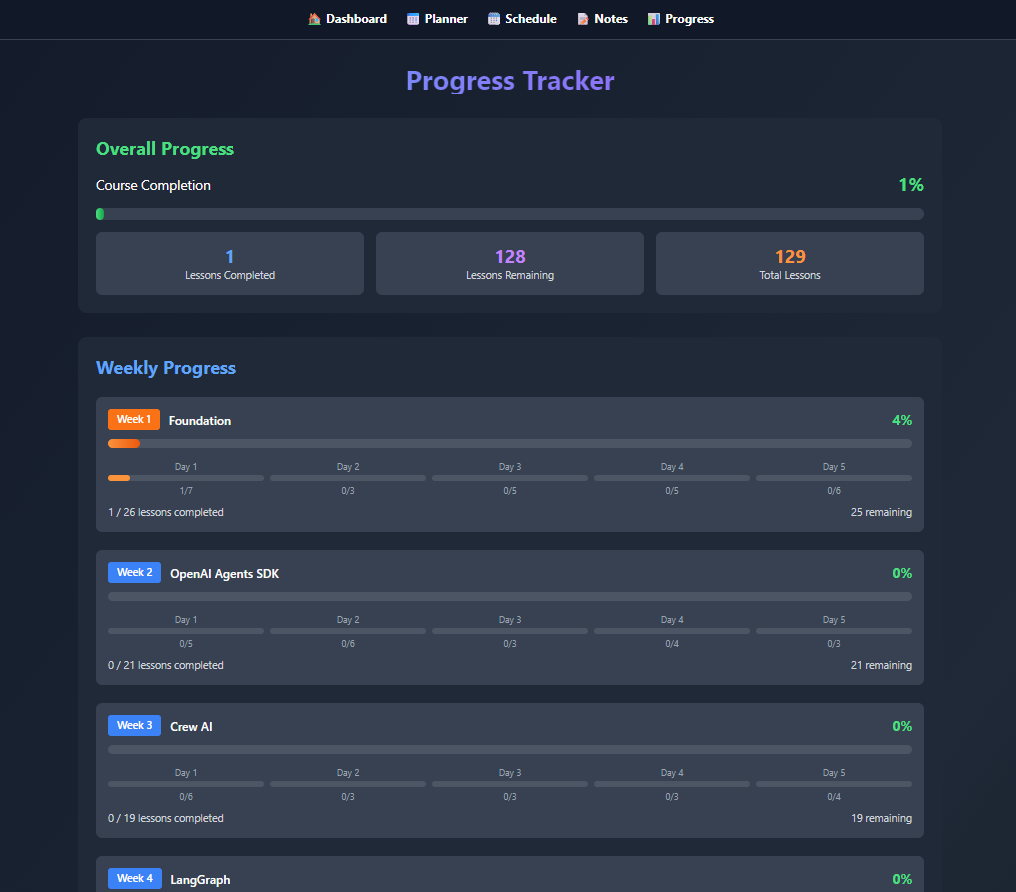 Dashboard Planner Schedule Notes Progress
Progress Tracker
Overall Progress
Course Completion 1%
1 128 129
Lessons Completed Lessons Remaining Total Lessons
Weekly Progress
Week 1 Foundation 4%
Day 1 Day 2 Day 3 Day 4 Day 5
1/7 0/3 0/5 0/5 0/6
1 / 26 lessons completed 25 remaining
Week 2 OpenAI Agents SDK 0%
Day 1 Day 2 Day 3 Day 4 Day 5
0/5 0/6 0/3 0/4 0/3
0 / 21 lessons completed 21 remaining
Week 3 Crew AI 0%
Day 1 Day 2 Day 3 Day 4 Day 5
0/6 0/3 0/3 0/3 0/4
0 / 19 lessons completed 19 remaining
Week 4 LangGraph 0%